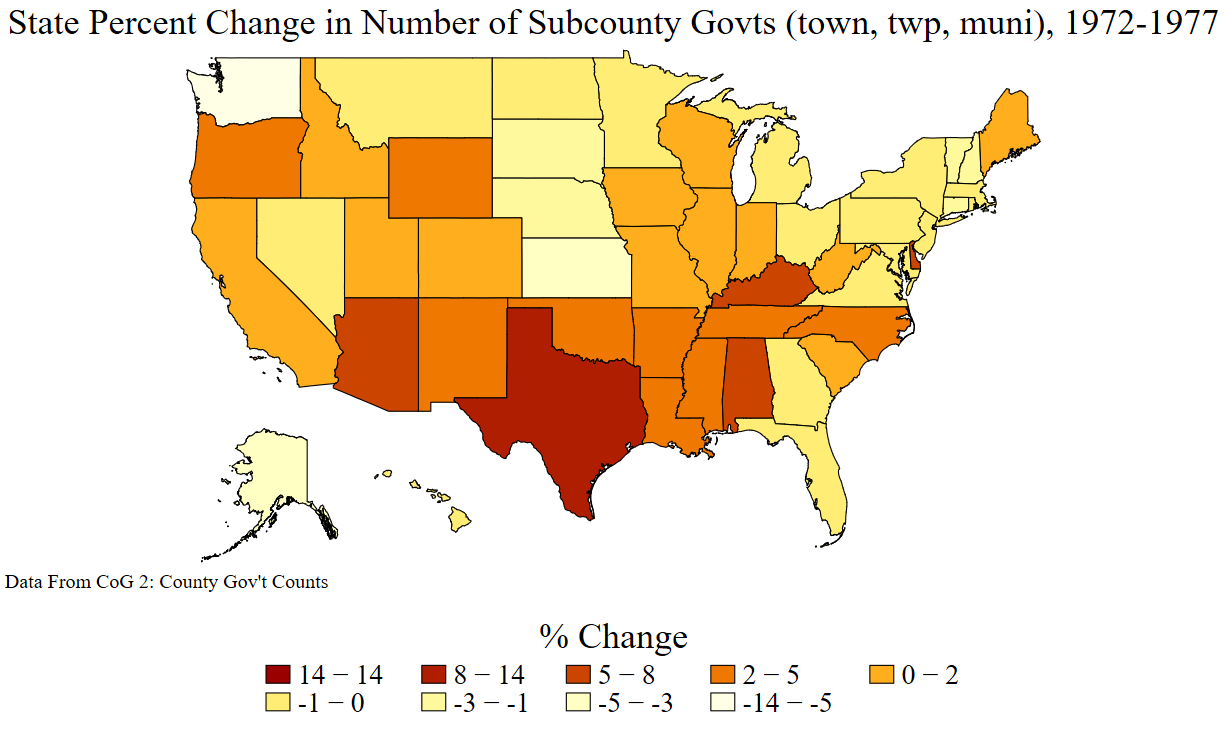 State Percent Change in Number of Subcounty Govts (town, twp, muni), 1972-1977
Data From CoG 2: County Gov't Counts
% Change
14 − 14 8 − 14 5 − 8 2 − 5 0 − 2
-1 − 0 -3 − -1 -5 − -3 -14 − -5